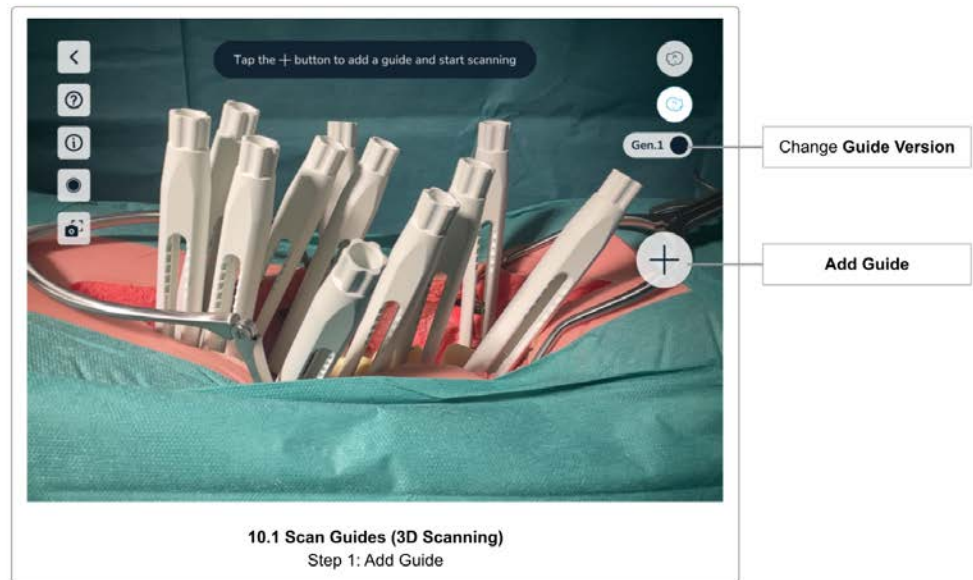 Tap the + button to add a guide and start scanning
Gen.1
Change Guide Version
Add Guide
10.1 Scan Guides (3D Scanning)
Step 1: Add Guide